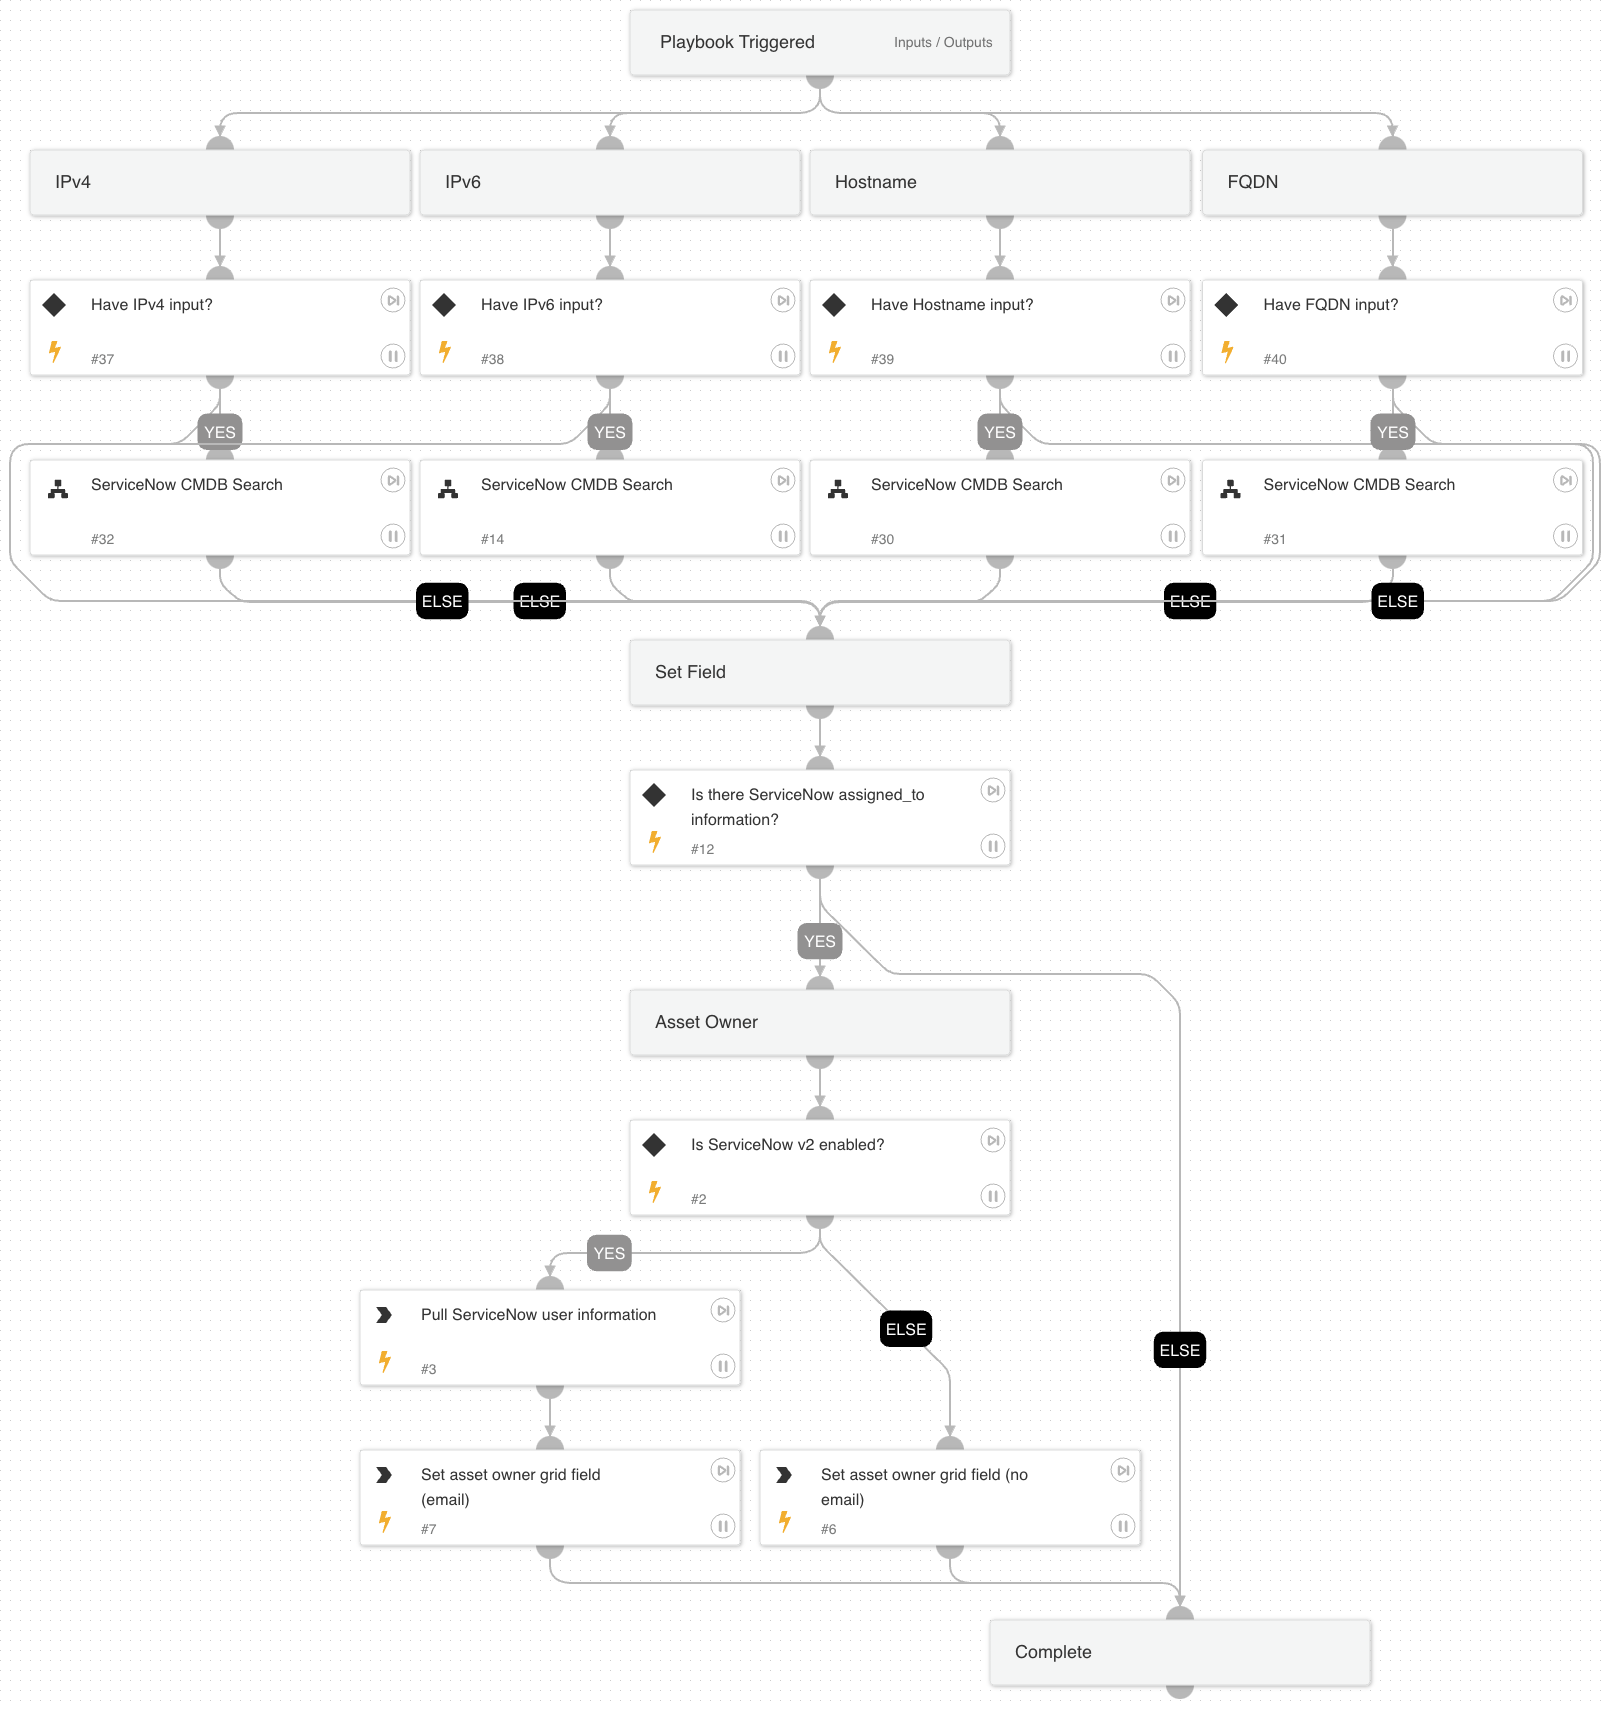 Playbook Triggered
Inputs / Outputs
IPv4
IPv6
Hostname
FQDN
Have IPv4 input?
#37
Have IPv6 input?
#38
Have Hostname input?
#39
Have FQDN input?
#40
YES
YES
YES
YES
ServiceNow CMDB Search
#32
ServiceNow CMDB Search
#14
ServiceNow CMDB Search
#30
ServiceNow CMDB Search
#31
ELSE
ELSE
ELSE
ELSE
Set Field
Is there ServiceNow assigned_to
information?
#12
YES
Asset Owner
Is ServiceNow v2 enabled?
#2
YES
Pull ServiceNow user information
#3
ELSE
ELSE
Set asset owner grid field
(email)
#7
Set asset owner grid field (no
email)
#6
Complete